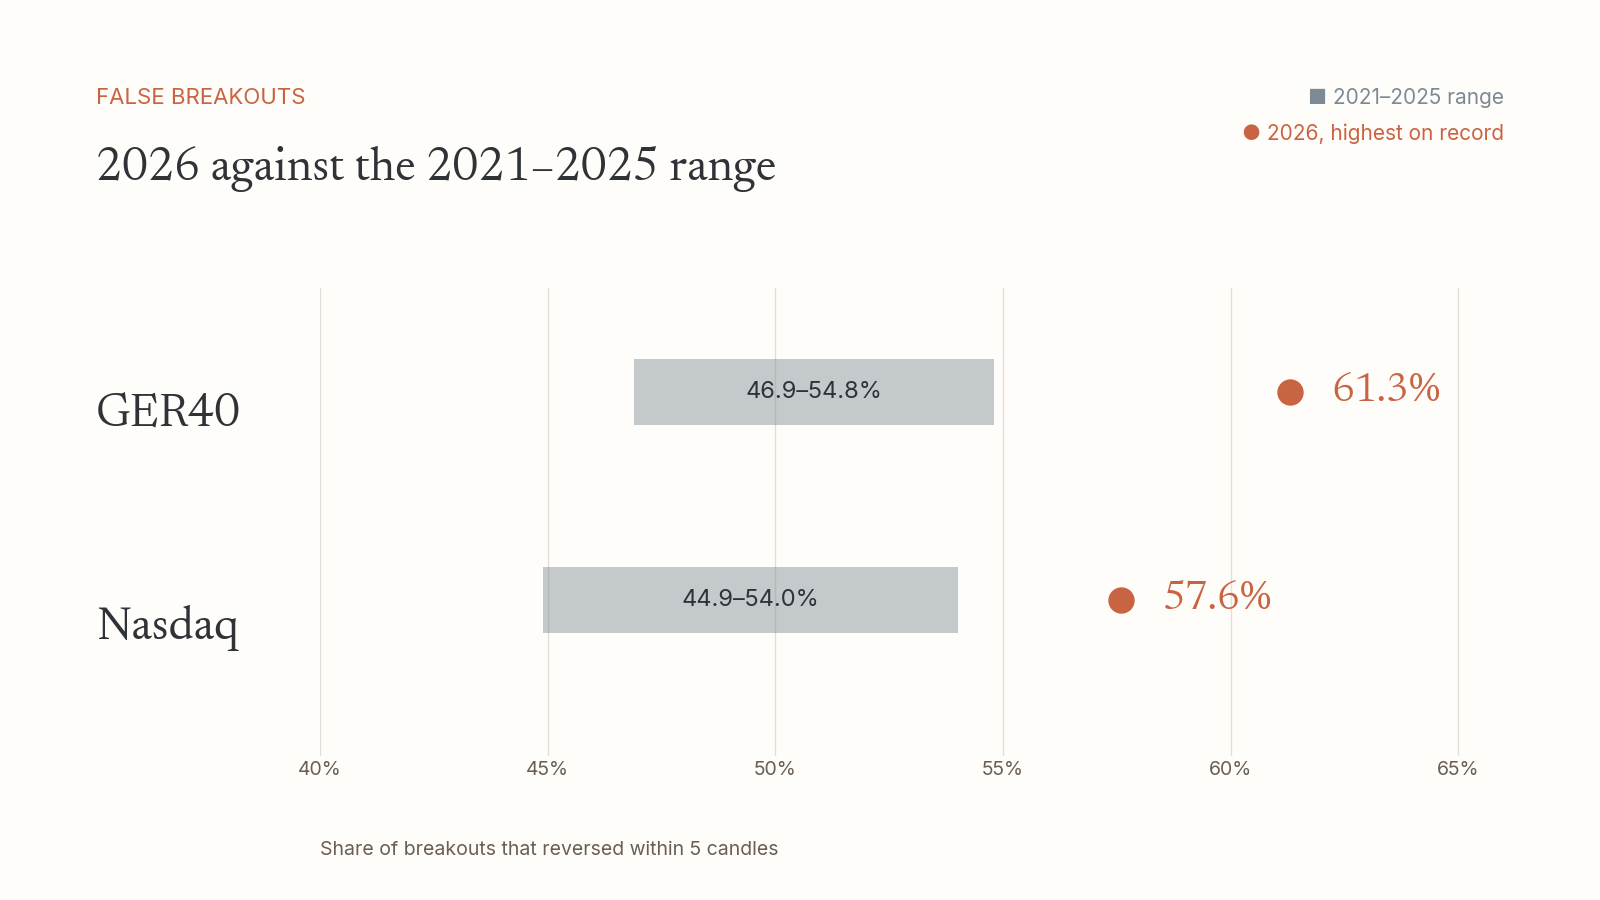 FALSE BREAKOUTS
2026 against the 2021–2025 range
■ 2021–2025 range
● 2026, highest on record
GER40
46.9–54.8%
61.3%
Nasdaq
44.9–54.0%
57.6%
40% 45% 50% 55% 60% 65%
Share of breakouts that reversed within 5 candles